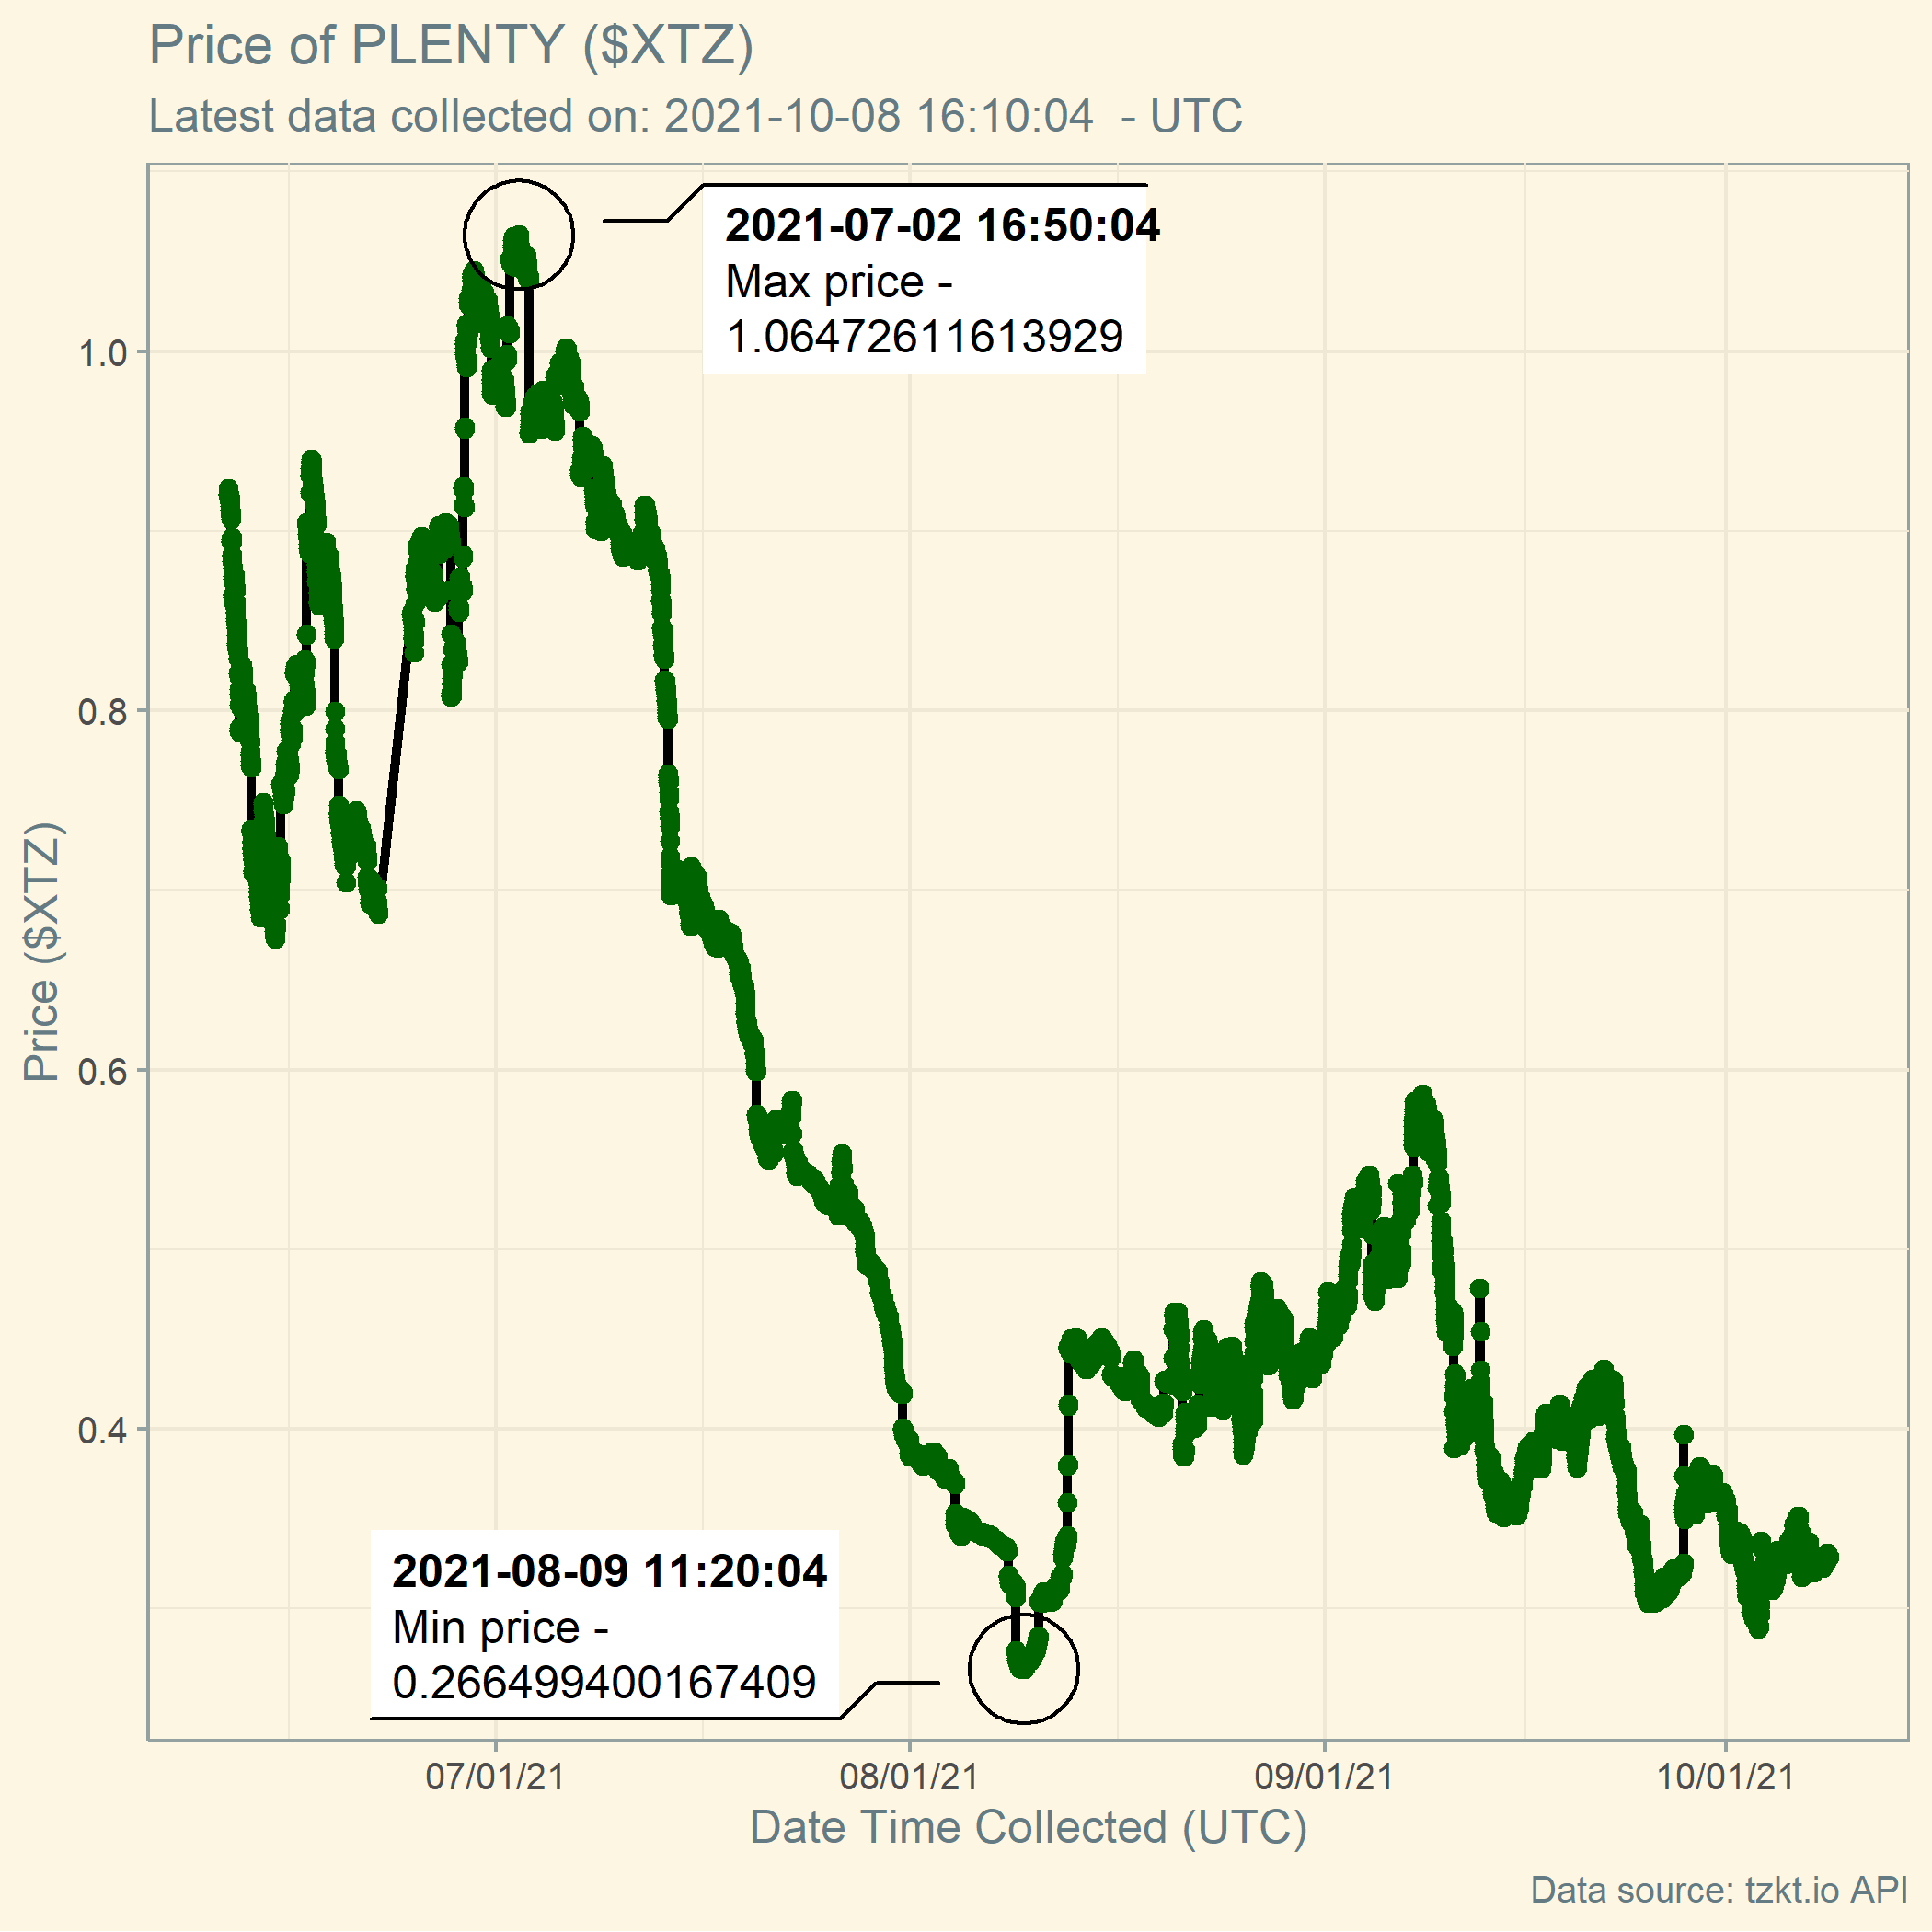 Price of PLENTY ($XTZ)
Latest data collected on: 2021-10-08 16:10:04  - UTC
2021-07-02 16:50:04
Max price -
1.06472611613929
1.0
0.8
0.6
0.4
Price ($XTZ)
2021-08-09 11:20:04
Min price -
0.266499400167409
07/01/21
08/01/21
09/01/21
10/01/21
Date Time Collected (UTC)
Data source: tzkt.io API